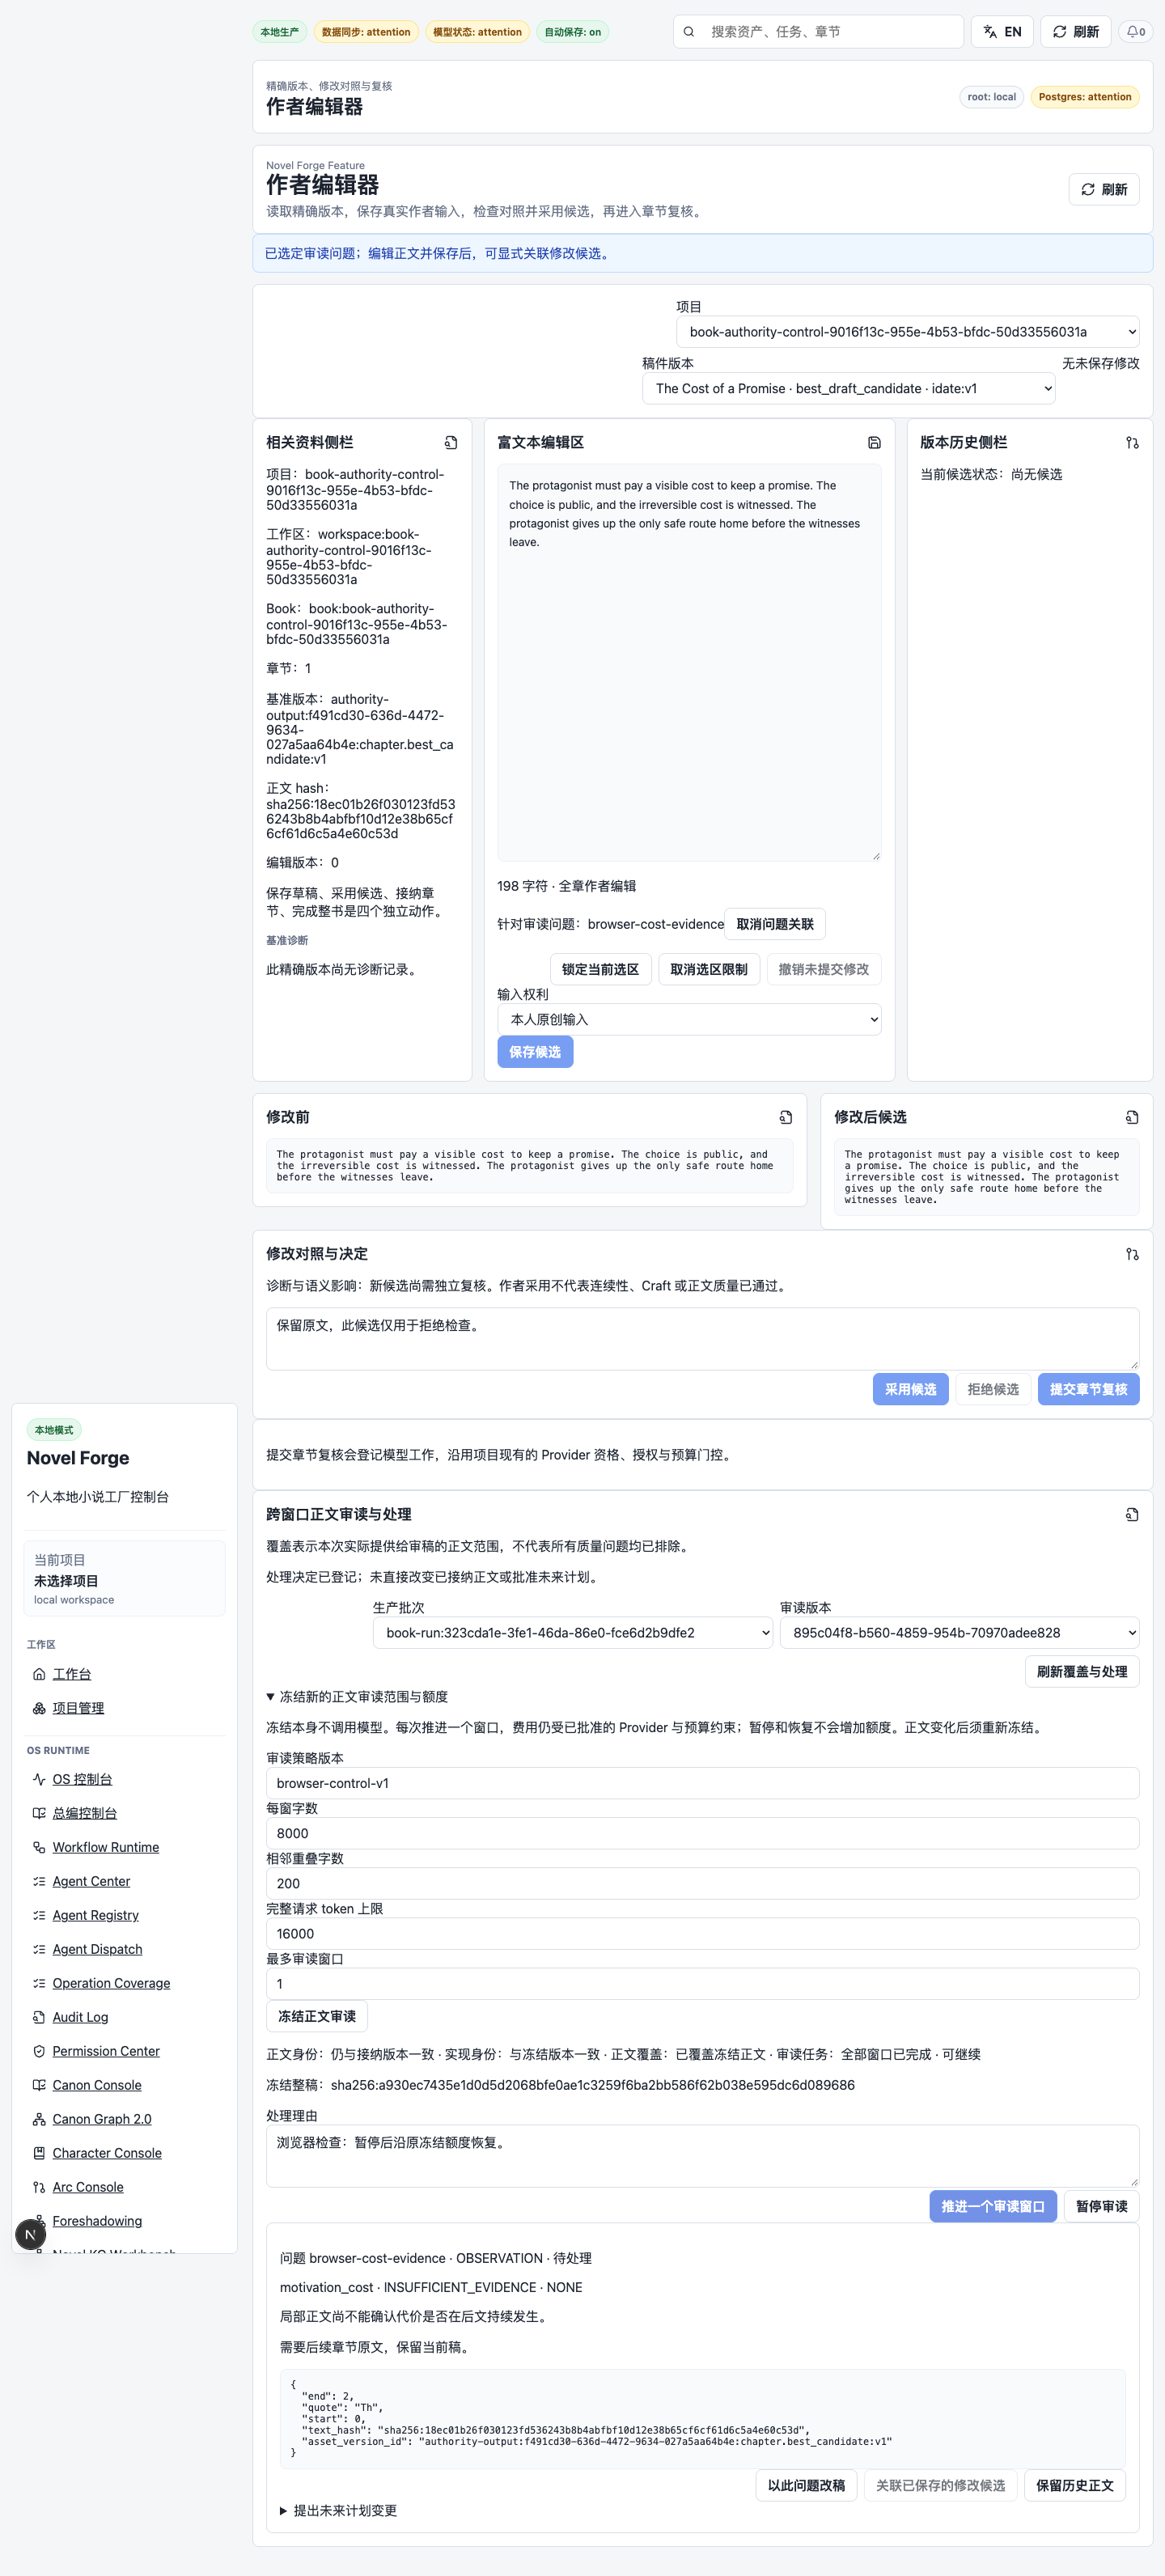 本地生产 数据同步: attention 模型状态: attention 自动保存: on 搜索资产、任务、章节 EN 刷新 0
精确版本、修改对照与复核
作者编辑器
root: local Postgres: attention
Novel Forge Feature
作者编辑器
读取精确版本，保存真实作者输入，检查对照并采用候选，再进入章节复核。
刷新
已选定审读问题；编辑正文并保存后，可显式关联修改候选。
项目
book-authority-control-9016f13c-955e-4b53-bfdc-50d33556031a
稿件版本
The Cost of a Promise · best_draft_candidate · idate:v1
无未保存修改
相关资料侧栏
项目：book-authority-control-
9016f13c-955e-4b53-bfdc-
50d33556031a
工作区：workspace:book-
authority-control-9016f13c-
955e-4b53-bfdc-
50d33556031a
Book：book:book-authority-
control-9016f13c-955e-4b53-
bfdc-50d33556031a
章节：1
基准版本：authority-
output:f491cd30-636d-4472-
9634-
027a5aa64b4e:chapter.best_ca
ndidate:v1
正文 hash：
sha256:18ec01b26f030123fd53
6243b8b4abfbf10d12e38b65cf
6cf61d6c5a4e60c53d
编辑版本：0
保存草稿、采用候选、接纳章
节、完成整书是四个独立动作。
基准诊断
此精确版本尚无诊断记录。
富文本编辑区
The protagonist must pay a visible cost to keep a promise. The
choice is public, and the irreversible cost is witnessed. The
protagonist gives up the only safe route home before the witnesses
leave.
198 字符 · 全章作者编辑
针对审读问题：browser-cost-evidence 取消问题关联
锁定当前选区 取消选区限制 撤销未提交修改
输入权利
本人原创输入
保存候选
版本历史侧栏
当前候选状态：尚无候选
修改前
The protagonist must pay a visible cost to keep a promise. The choice is public, and
the irreversible cost is witnessed. The protagonist gives up the only safe route home
before the witnesses leave.
修改后候选
The protagonist must pay a visible cost to keep
a promise. The choice is public, and the
irreversible cost is witnessed. The protagonist
gives up the only safe route home before the
witnesses leave.
修改对照与决定
诊断与语义影响：新候选尚需独立复核。作者采用不代表连续性、Craft 或正文质量已通过。
保留原文，此候选仅用于拒绝检查。
采用候选 拒绝候选 提交章节复核
提交章节复核会登记模型工作，沿用项目现有的 Provider 资格、授权与预算门控。
跨窗口正文审读与处理
覆盖表示本次实际提供给审稿的正文范围，不代表所有质量问题均已排除。
处理决定已登记；未直接改变已接纳正文或批准未来计划。
生产批次
book-run:323cda1e-3fe1-46da-86e0-fce6d2b9dfe2
审读版本
895c04f8-b560-4859-954b-70970adee828
刷新覆盖与处理
冻结新的正文审读范围与额度
冻结本身不调用模型。每次推进一个窗口，费用仍受已批准的 Provider 与预算约束；暂停和恢复不会增加额度。正文变化后须重新冻结。
审读策略版本
browser-control-v1
每窗字数
8000
相邻重叠字数
200
完整请求 token 上限
16000
最多审读窗口
1
冻结正文审读
正文身份：仍与接纳版本一致 · 实现身份：与冻结版本一致 · 正文覆盖：已覆盖冻结正文 · 审读任务：全部窗口已完成 · 可继续
冻结整稿：sha256:a930ec7435e1d0d5d2068bfe0ae1c3259f6ba2bb586f62b038e595dc6d089686
处理理由
浏览器检查：暂停后沿原冻结额度恢复。
推进一个审读窗口 暂停审读
问题 browser-cost-evidence · OBSERVATION · 待处理
motivation_cost · INSUFFICIENT_EVIDENCE · NONE
局部正文尚不能确认代价是否在后文持续发生。
需要后续章节原文，保留当前稿。
{
"end": 2,
"quote": "Th",
"start": 0,
"text_hash": "sha256:18ec01b26f030123fd536243b8b4abfbf10d12e38b65cf6cf61d6c5a4e60c53d",
"asset_version_id": "authority-output:f491cd30-636d-4472-9634-027a5aa64b4e:chapter.best_candidate:v1"
}
以此问题改稿 关联已保存的修改候选 保留历史正文
提出未来计划变更
本地模式
Novel Forge
个人本地小说工厂控制台
当前项目
未选择项目
local workspace
工作区
工作台
项目管理
OS RUNTIME
OS 控制台
总编控制台
Workflow Runtime
Agent Center
Agent Registry
Agent Dispatch
Operation Coverage
Audit Log
Permission Center
Canon Console
Canon Graph 2.0
Character Console
Arc Console
Foreshadowing
N